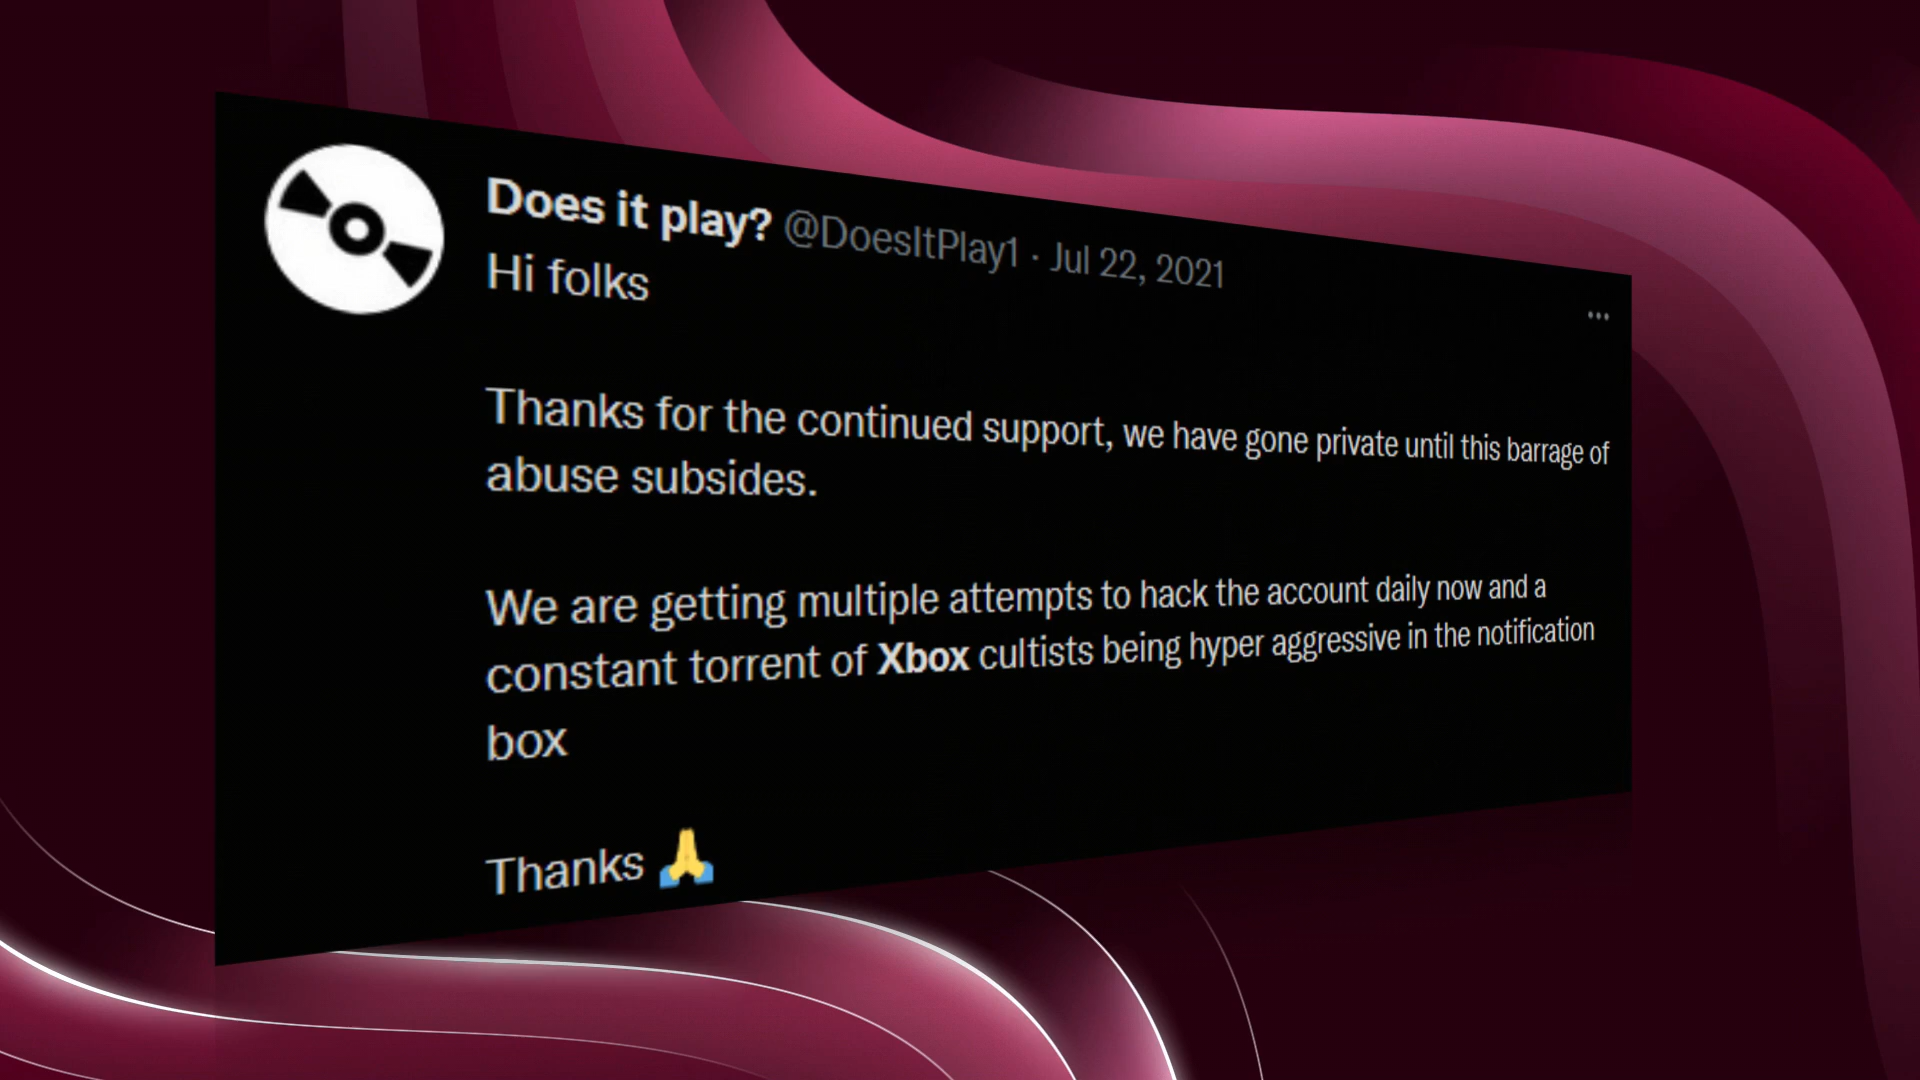 Does it play? @DoesItPlay1 · Jul 22, 2021
Hi folks
Thanks for the continued support, we have gone private until this barrage of
abuse subsides.
We are getting multiple attempts to hack the account daily now and a
constant torrent of Xbox cultists being hyper aggressive in the notification
box
Thanks 🙏